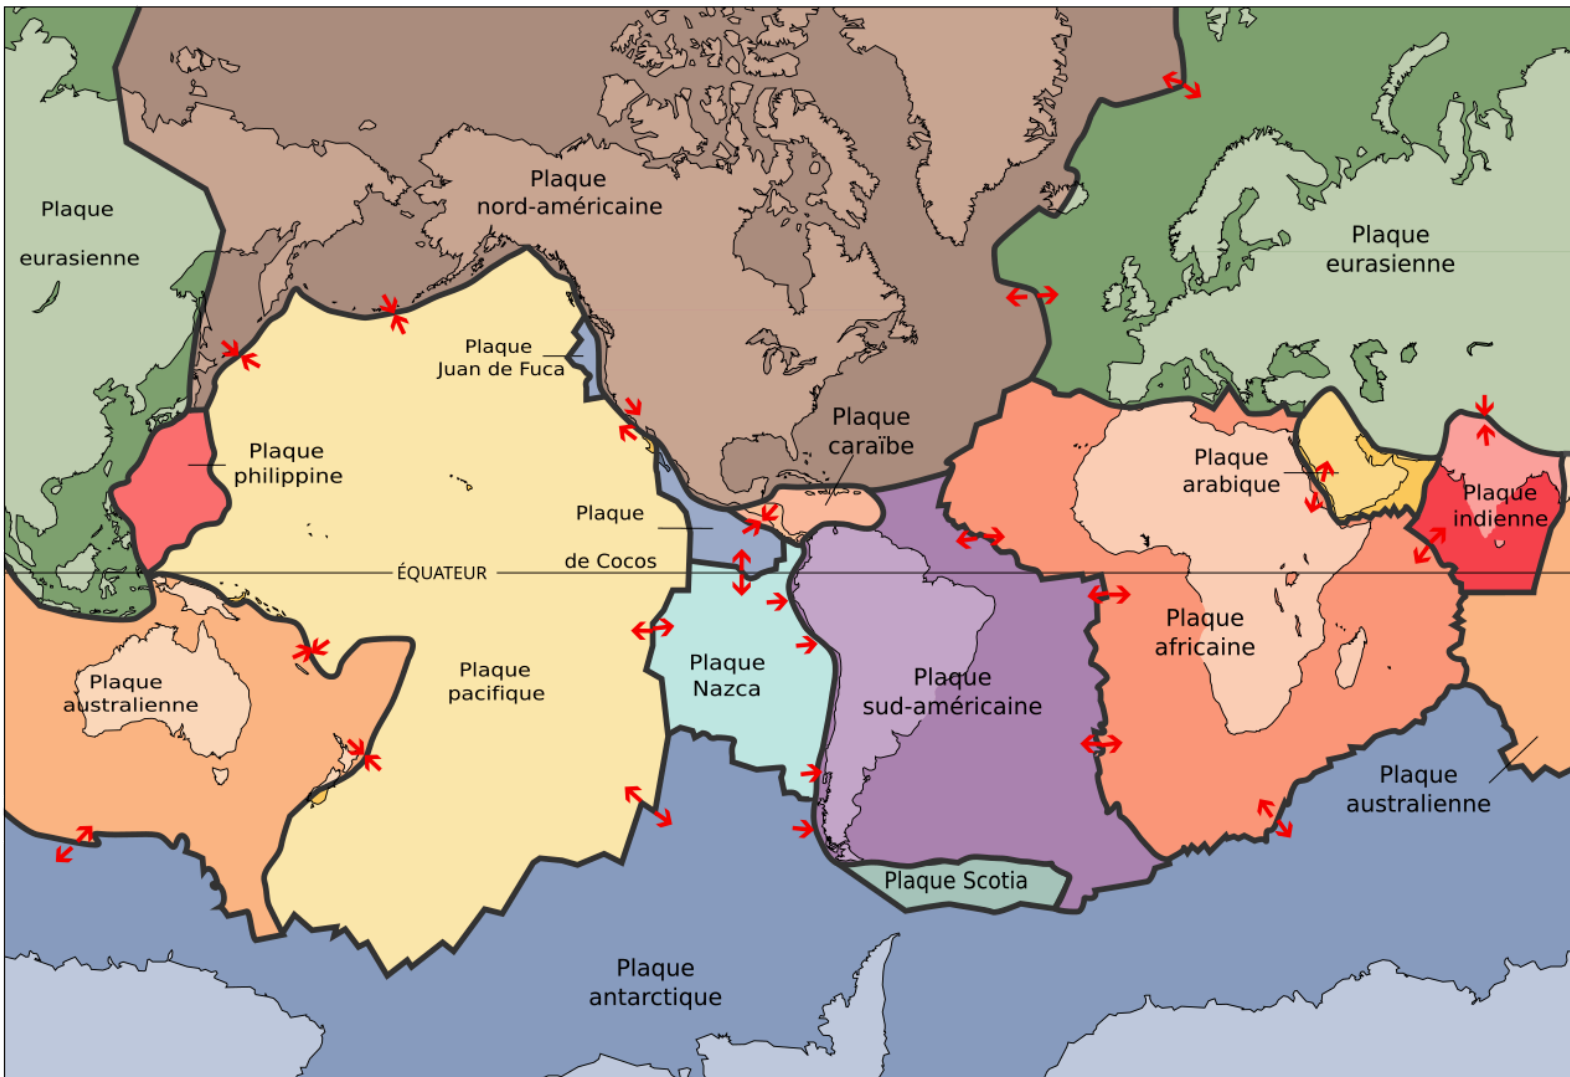 Plaque
nord-américaine
Plaque
eurasienne
Plaque
eurasienne
Plaque
Juan de Fuca
Plaque
caraïbe
Plaque
philippine
Plaque
arabique
Plaque
indienne
Plaque
de Cocos
ÉQUATEUR
Plaque
africaine
Plaque
australienne
Plaque
pacifique
Plaque
Nazca
Plaque
sud-américaine
Plaque
australienne
Plaque Scotia
Plaque
antarctique